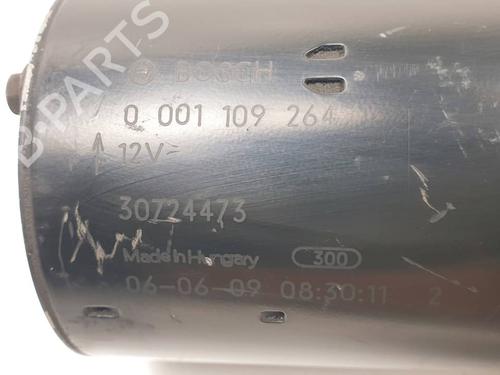 BOSCH
0 001 109 264
12V
30724473
Made in Hungary 300
06-06-09 08:30:11 2
B-PARTS